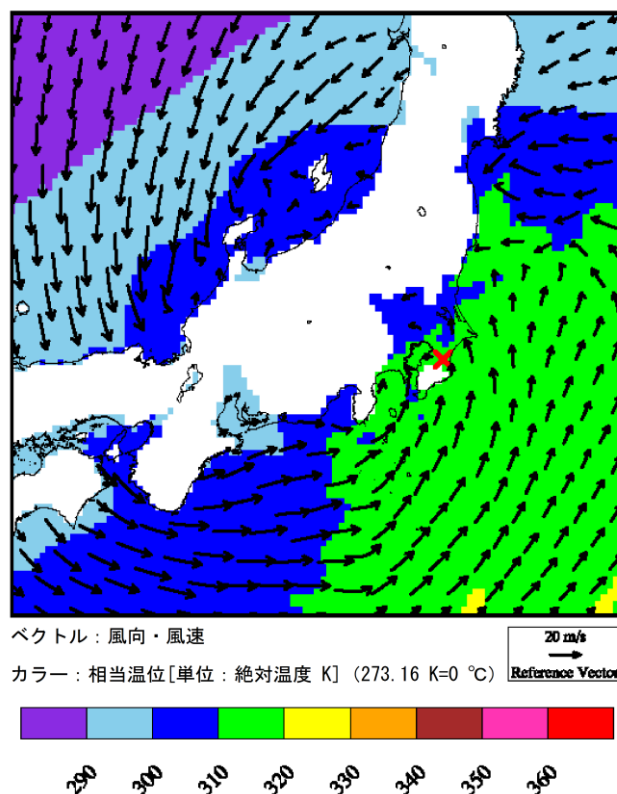 ベクトル：風向・風速
20 m/s
Reference Vector
カラー：相当温位[単位：絶対温度 K] (273.16 K=0 ℃)
290 300 310 320 330 340 350 360